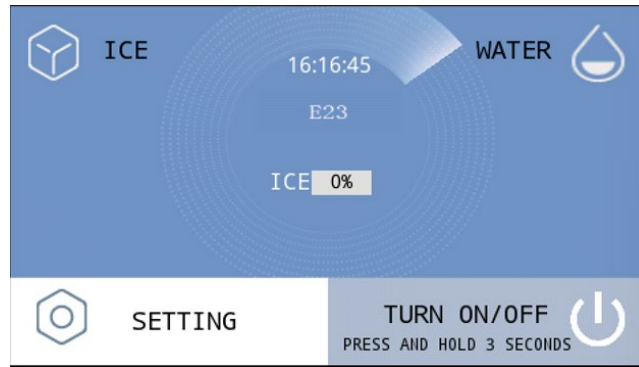 ICE
WATER
16:16:45
E23
ICE 0%
SETTING
TURN ON/OFF
PRESS AND HOLD 3 SECONDS